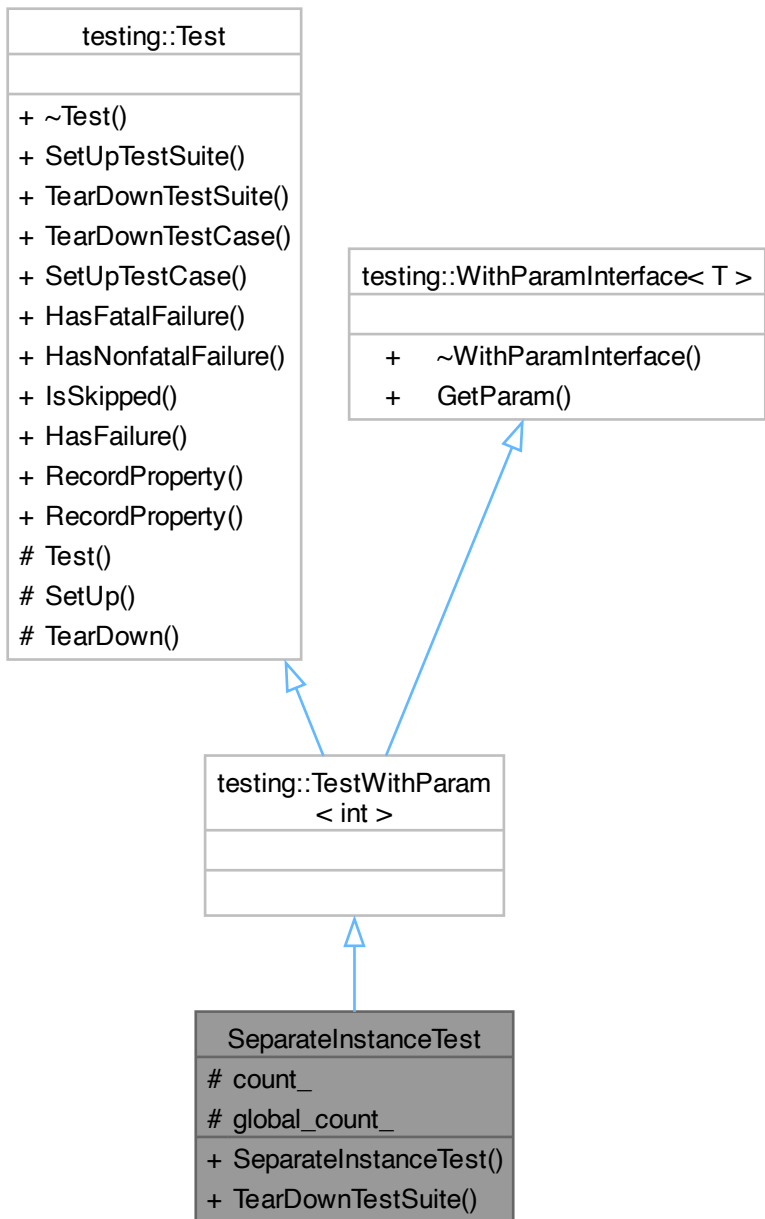 testing::Test
+ ~Test()
+ SetUpTestSuite()
+ TearDownTestSuite()
+ TearDownTestCase()
+ SetUpTestCase()
+ HasFatalFailure()
+ HasNonfatalFailure()
+ IsSkipped()
+ HasFailure()
+ RecordProperty()
+ RecordProperty()
# Test()
# SetUp()
# TearDown()
testing::WithParamInterface< T >
+ ~WithParamInterface()
+ GetParam()
testing::TestWithParam
< int >
SeparateInstanceTest
# count_
# global_count_
+ SeparateInstanceTest()
+ TearDownTestSuite()